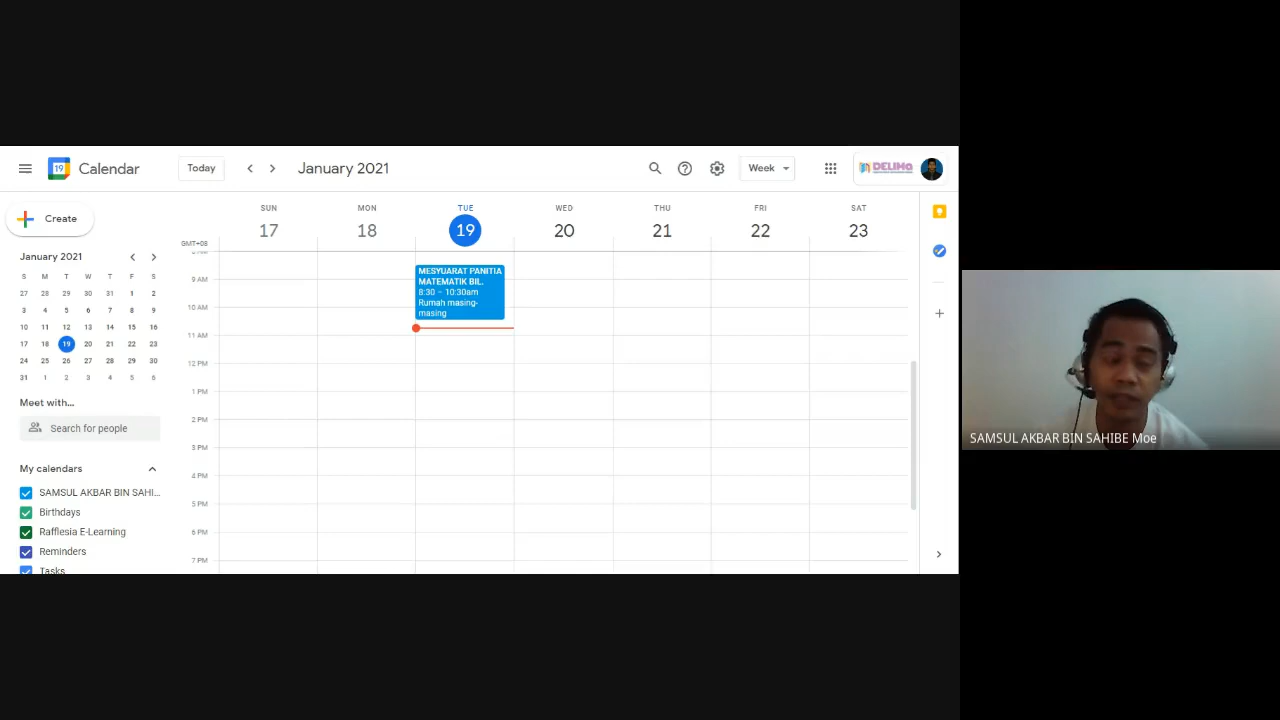 Calendar
Today
January 2021
Week
DELIMa
Create
January 2021
S M T W T F S
27 28 29 30 31 1 2
3 4 5 6 7 8 9
10 11 12 13 14 15 16
17 18 19 20 21 22 23
24 25 26 27 28 29 30
31 1 2 3 4 5 6
Meet with...
Search for people
My calendars
SAMSUL AKBAR BIN SAHI...
Birthdays
Rafflesia E-Learning
Reminders
Tasks
SUN MON TUE WED THU FRI SAT
17 18 19 20 21 22 23
GMT+08
9 AM
10 AM
11 AM
12 PM
1 PM
2 PM
3 PM
4 PM
5 PM
6 PM
7 PM
MESYUARAT PANITIA
MATEMATIK BIL.
8:30 – 10:30am
Rumah masing-
masing
SAMSUL AKBAR BIN SAHIBE Moe